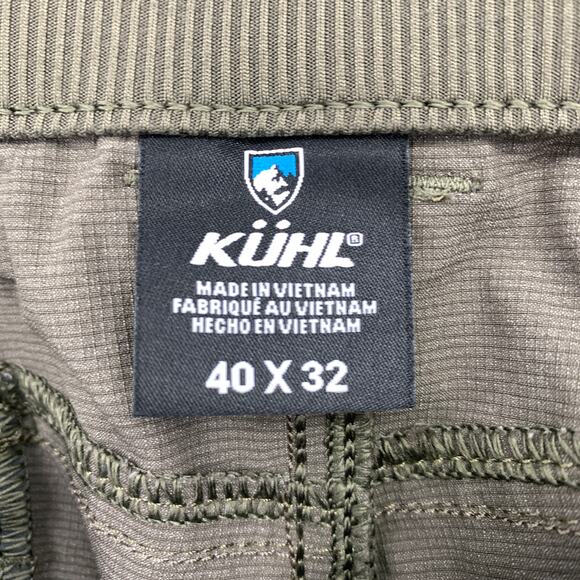 KÜHL®
MADE IN VIETNAM
FABRIQUÉ AU VIETNAM
HECHO EN VIETNAM
40 X 32